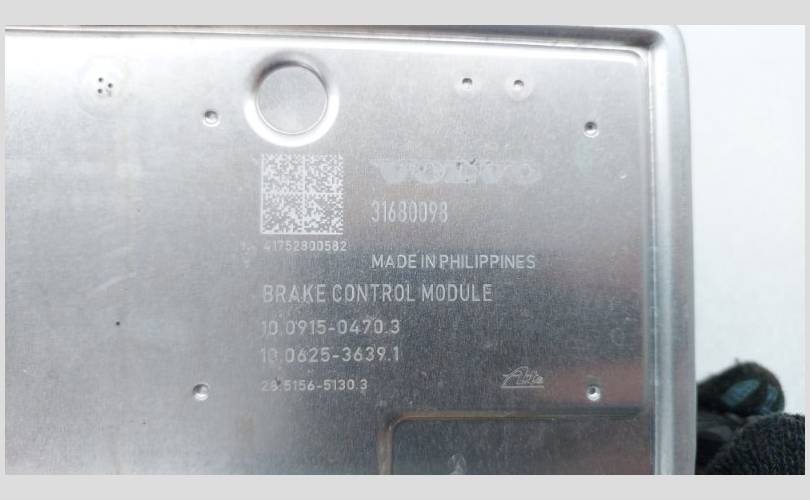 VOLVO
31680098
41752800582
MADE IN PHILIPPINES
BRAKE CONTROL MODULE
10.0915-0470.3
10.0625-3639.1
28.5156-5130.3
Ate